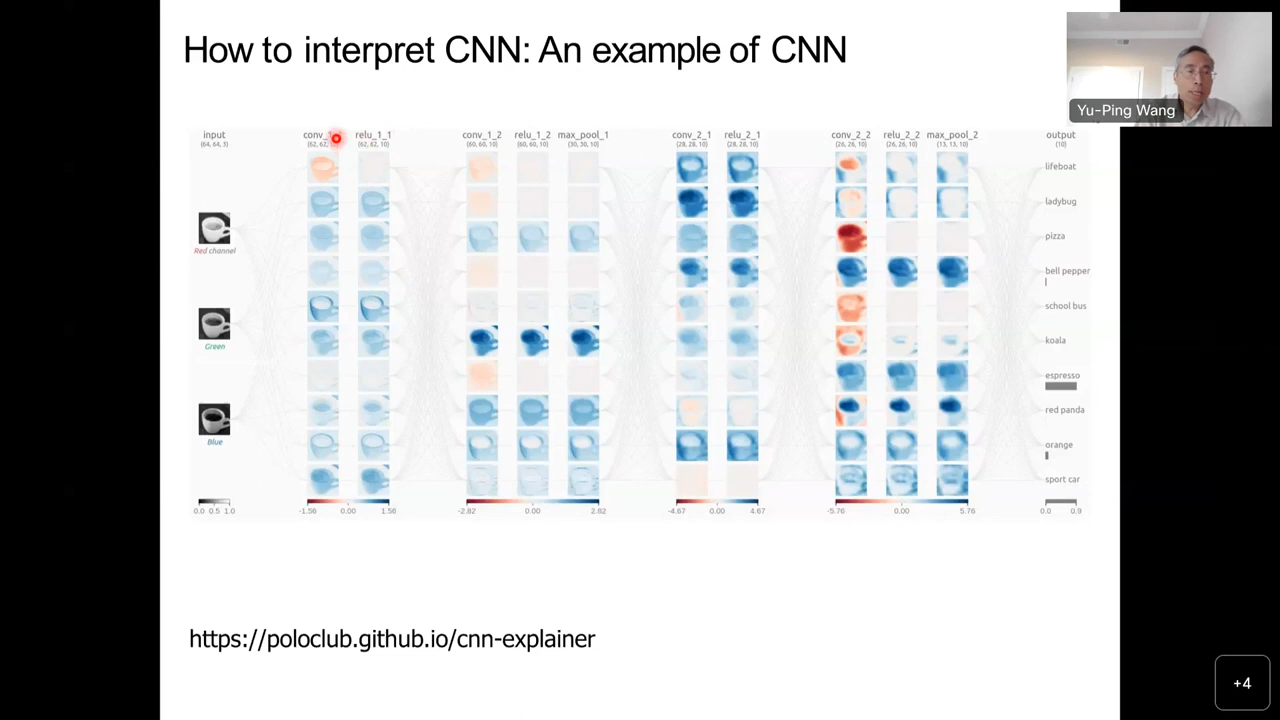 How to interpret CNN: An example of CNN
Yu-Ping Wang
input conv_ relu_1_1 conv_1_2 relu_1_2 max_pool_1 conv_2_1 relu_2_1 conv_2_2 relu_2_2 max_pool_2 output
(64, 64, 3) (62, 62, (62, 62, 10) (60, 60, 10) (60, 60, 10) (30, 30, 10) (28, 28, 10) (28, 28, 10) (26, 26, 10) (26, 26, 10) (13, 13, 10) (10)
lifeboat
ladybug
pizza
Red channel
bell pepper
school bus
koala
Green
espresso
red panda
Blue
orange
sport car
0.0 0.5 1.0 -1.56 0.00 1.56 -2.82 0.00 2.82 -4.67 0.00 4.67 -5.76 0.00 5.76 0.0 0.9
https://poloclub.github.io/cnn-explainer
+4